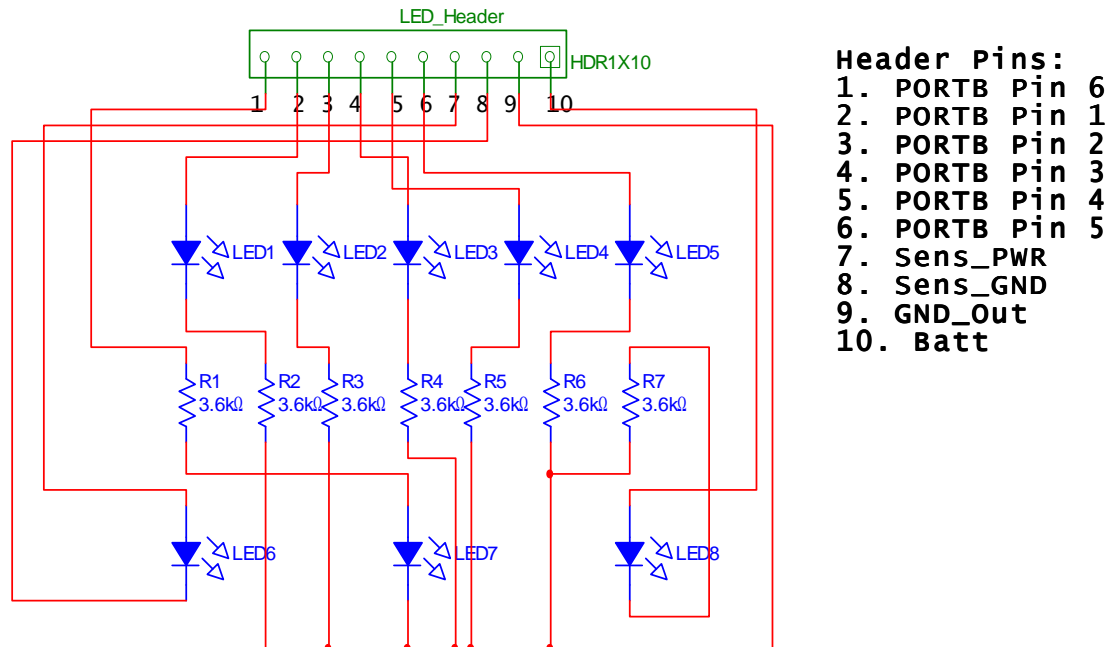 LED_Header
HDR1X10
1 2 3 4 5 6 7 8 9 10
Header Pins:
1. PORTB Pin 6
2. PORTB Pin 1
3. PORTB Pin 2
4. PORTB Pin 3
5. PORTB Pin 4
6. PORTB Pin 5
7. Sens_PWR
8. Sens_GND
9. GND_Out
10. Batt
LED1 LED2 LED3 LED4 LED5
R1 R2 R3 R4 R5 R6 R7
3.6kΩ 3.6kΩ 3.6kΩ 3.6kΩ 3.6kΩ 3.6kΩ 3.6kΩ
LED6 LED7 LED8